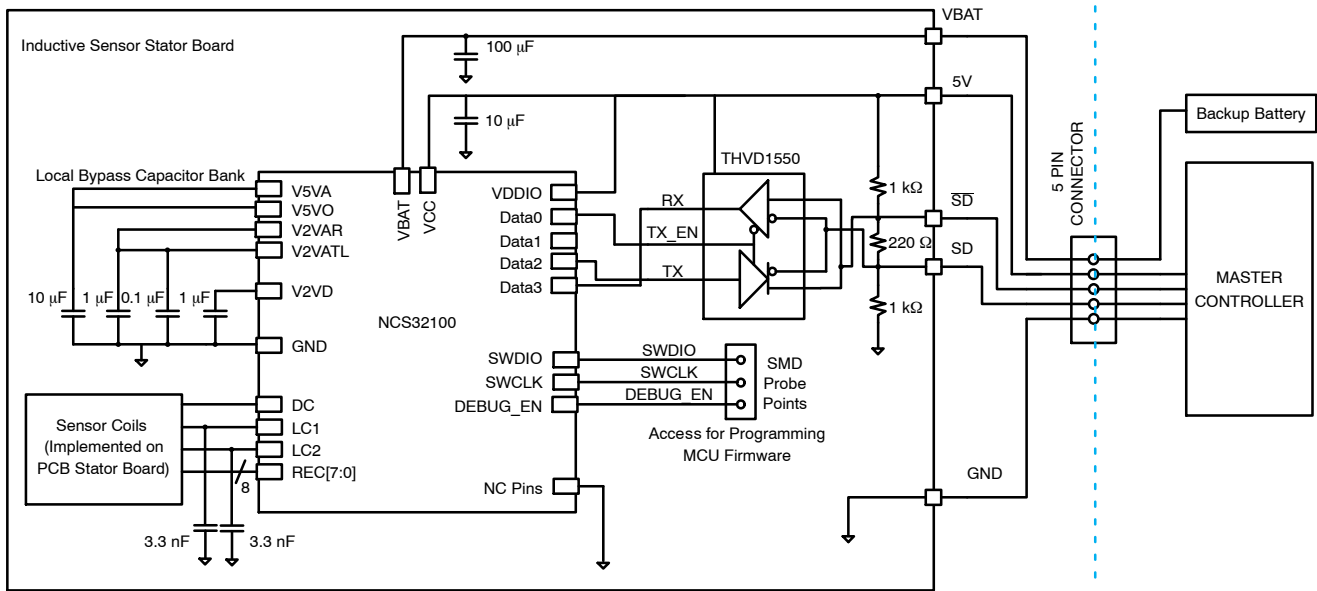 VBAT
Inductive Sensor Stator Board
100 μF
5V
10 μF
Backup Battery
5 PIN
CONNECTOR
THVD1550
Local Bypass Capacitor Bank
V5VA
V5VO
V2VAR
V2VATL
V2VD
GND
VBAT
VCC
VDDIO
Data0
Data1
Data2
Data3
RX
TX_EN
TX
1 kΩ
220 Ω
1 kΩ
S̅D̅
SD
10 μF
1 μF
0.1 μF
1 μF
NCS32100
MASTER
CONTROLLER
SWDIO
SWCLK
DEBUG_EN
SWDIO
SWCLK
DEBUG_EN
SMD
Probe
Points
Access for Programming
MCU Firmware
Sensor Coils
(Implemented on
PCB Stator Board)
DC
LC1
LC2
REC[7:0]
8
NC Pins
GND
3.3 nF
3.3 nF